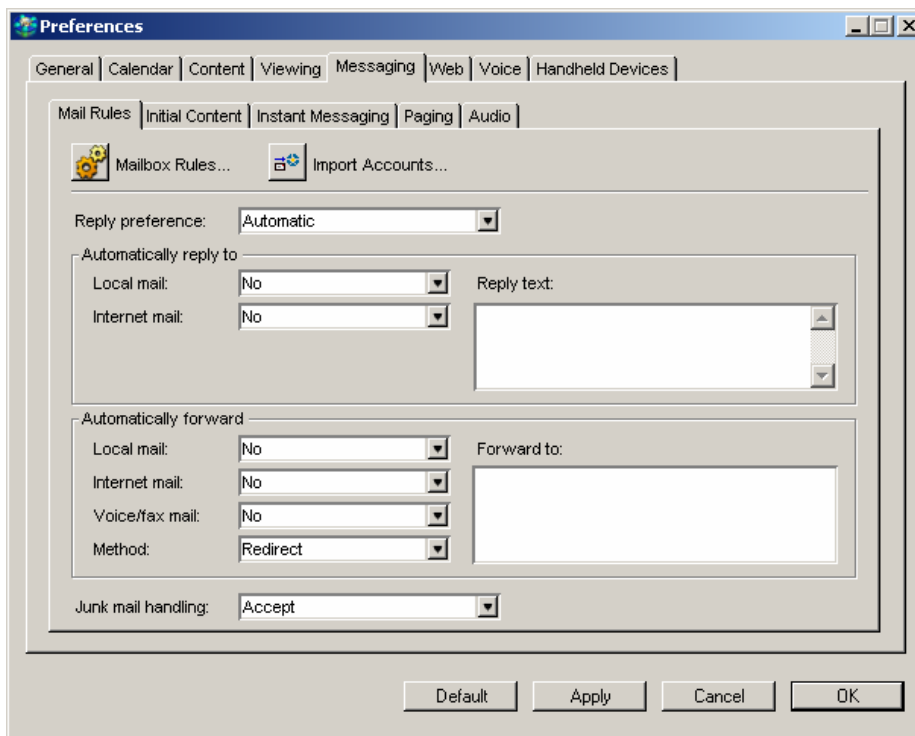 Preferences
General Calendar Content Viewing Messaging Web Voice Handheld Devices
Mail Rules Initial Content Instant Messaging Paging Audio
Mailbox Rules... Import Accounts...
Reply preference: Automatic
Automatically reply to
Local mail: No Reply text:
Internet mail: No
Automatically forward
Local mail: No Forward to:
Internet mail: No
Voice/fax mail: No
Method: Redirect
Junk mail handling: Accept
Default Apply Cancel OK